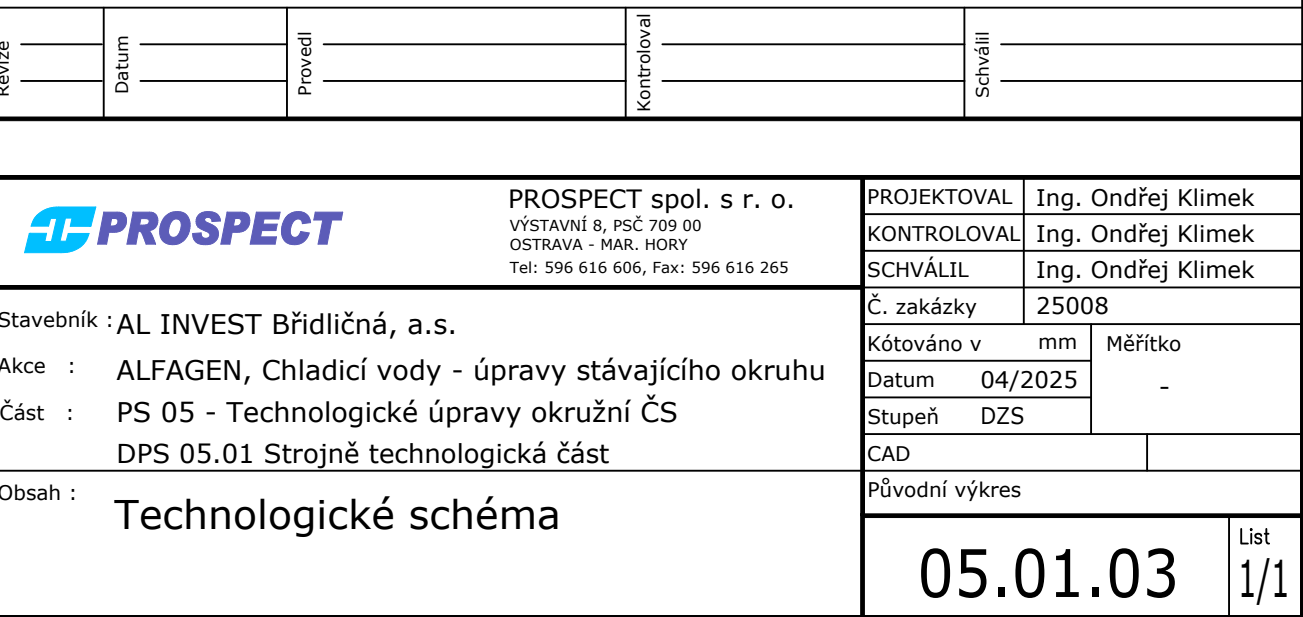 Revize
Datum
Provedl
Kontroloval
Schválil
PROSPECT
PROSPECT spol. s r. o.
VÝSTAVNÍ 8, PSČ 709 00
OSTRAVA - MAR. HORY
Tel: 596 616 606, Fax: 596 616 265
PROJEKTOVAL Ing. Ondřej Klimek
KONTROLOVAL Ing. Ondřej Klimek
SCHVÁLIL Ing. Ondřej Klimek
Č. zakázky 25008
Kótováno v mm
Měřítko
-
Datum 04/2025
Stupeň DZS
CAD
Původní výkres
Stavebník : AL INVEST Břidličná, a.s.
Akce : ALFAGEN, Chladicí vody - úpravy stávajícího okruhu
Část : PS 05 - Technologické úpravy okružní ČS
DPS 05.01 Strojně technologická část
Obsah : Technologické schéma
05.01.03
List
1/1